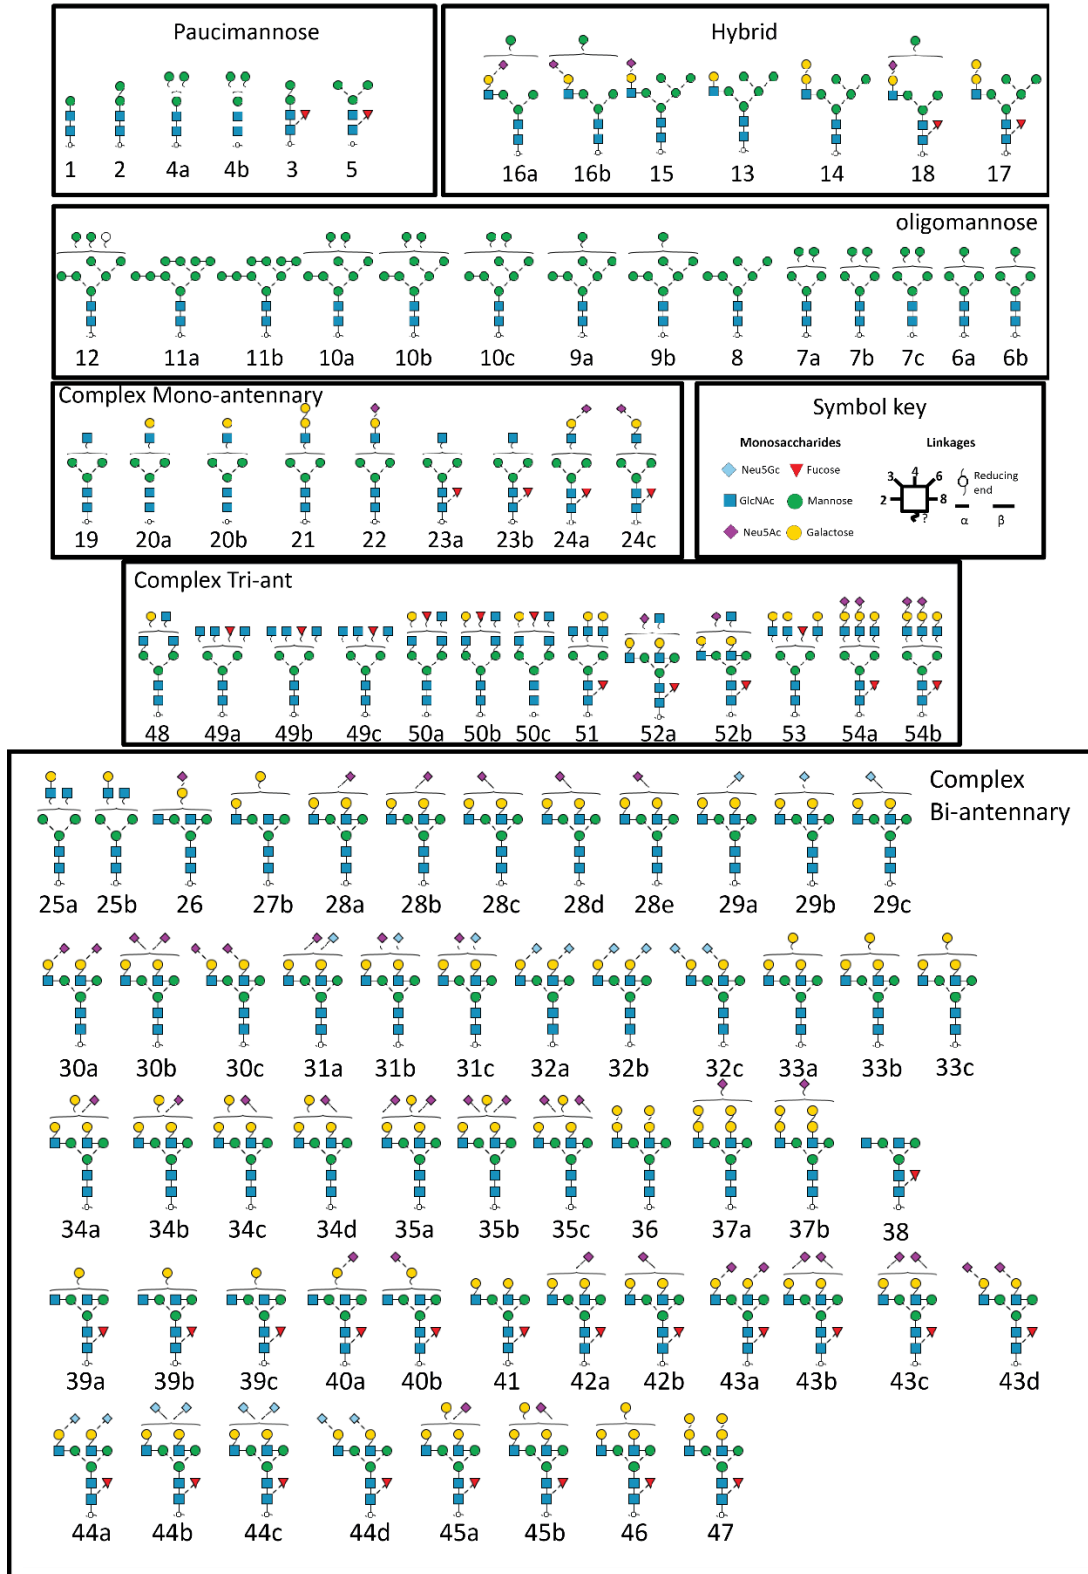 Paucimannose
1 2 4a 4b 3 5
Hybrid
16a 16b 15 13 14 18 17
oligomannose
12 11a 11b 10a 10b 10c 9a 9b 8 7a 7b 7c 6a 6b
Complex Mono-antennary
19 20a 20b 21 22 23a 23b 24a 24c
Symbol key
Monosaccharides Linkages
Neu5Gc Fucose
GlcNAc Mannose
Neu5Ac Galactose
3 4 6
2 8
?
Reducing
end
α β
Complex Tri-ant
48 49a 49b 49c 50a 50b 50c 51 52a 52b 53 54a 54b
Complex
Bi-antennary
25a 25b 26 27b 28a 28b 28c 28d 28e 29a 29b 29c
30a 30b 30c 31a 31b 31c 32a 32b 32c 33a 33b 33c
34a 34b 34c 34d 35a 35b 35c 36 37a 37b 38
39a 39b 39c 40a 40b 41 42a 42b 43a 43b 43c 43d
44a 44b 44c 44d 45a 45b 46 47